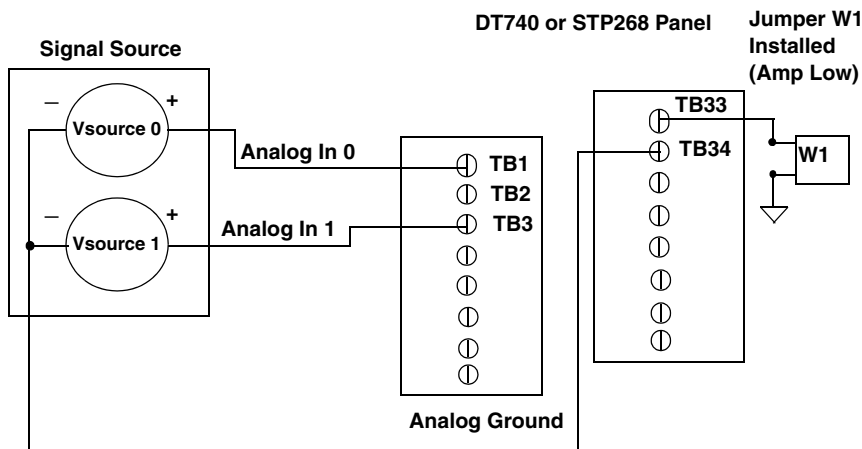 DT740 or STP268 Panel
Jumper W1
Installed
(Amp Low)
Signal Source
– +
Vsource 0
Analog In 0
– +
Vsource 1
Analog In 1
TB1
TB2
TB3
TB33
TB34
W1
Analog Ground